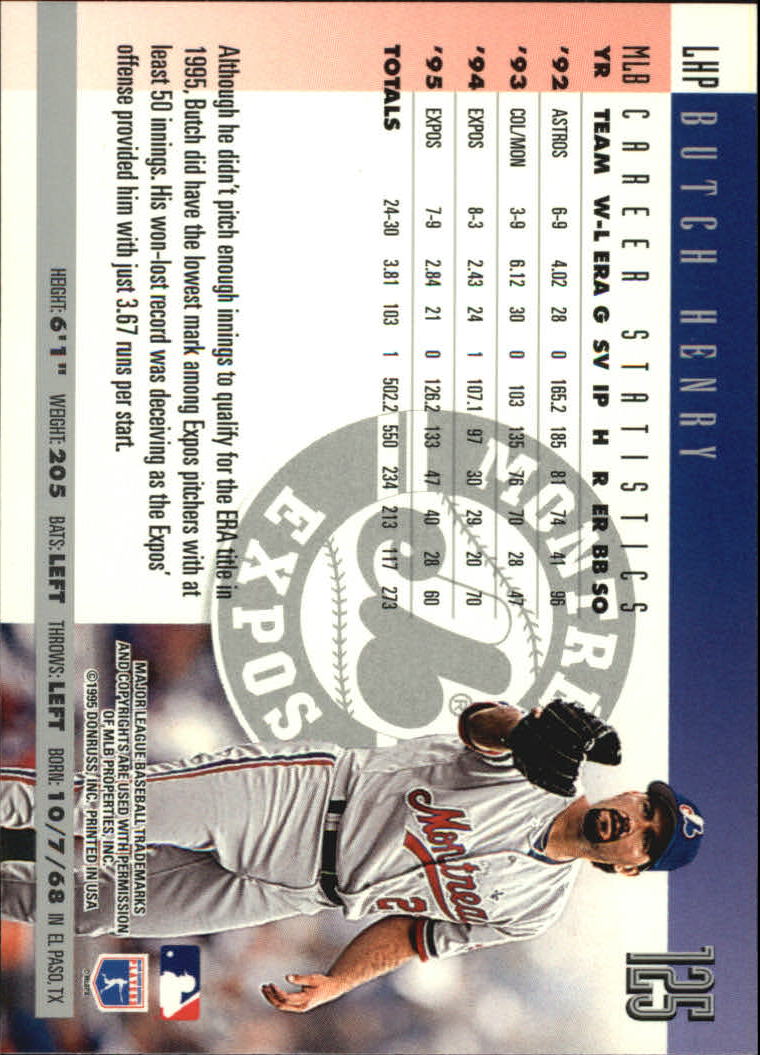 LHP BUTCH HENRY
125
MLB CAREER STATISTICS
YR TEAM W-L ERA G SV IP H R ER BB SO
'92 ASTROS 6-9 4.02 28 0 165.2 185 81 74 41 96
'93 COL/MON 3-9 6.12 30 0 103 135 76 70 28 47
'94 EXPOS 8-3 2.43 24 1 107.1 97 30 29 20 70
'95 EXPOS 7-9 2.84 21 0 126.2 133 47 40 28 60
TOTALS 24-30 3.81 103 1 502.2 550 234 213 117 273
MONTRE
EXPOS
®
Although he didn't pitch enough innings to qualify for the ERA title in
1995, Butch did have the lowest mark among Expos pitchers with at
least 50 innings. His won-lost record was deceiving as the Expos'
offense provided him with just 3.67 runs per start.
Montreal
2
MAJOR LEAGUE BASEBALL TRADEMARKS
AND COPYRIGHTS ARE USED WITH PERMISSION
OF MLB PROPERTIES, INC.
©1995 DONRUSS, INC. PRINTED IN USA
PLAYERS
©MLBPA
HEIGHT: 6'1" WEIGHT: 205 BATS: LEFT THROWS: LEFT BORN: 10/7/68 IN EL PASO, TX